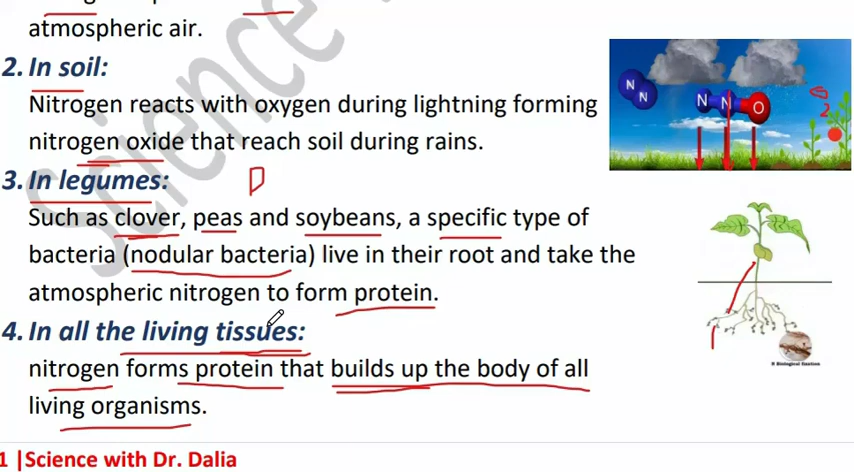 atmospheric air.
2. In soil:
Nitrogen reacts with oxygen during lightning forming
nitrogen oxide that reach soil during rains.
3. In legumes:
Such as clover, peas and soybeans, a specific type of
bacteria (nodular bacteria) live in their root and take the
atmospheric nitrogen to form protein.
4. In all the living tissues:
nitrogen forms protein that builds up the body of all
living organisms.
1 |Science with Dr. Dalia
N
N
N N O
Science